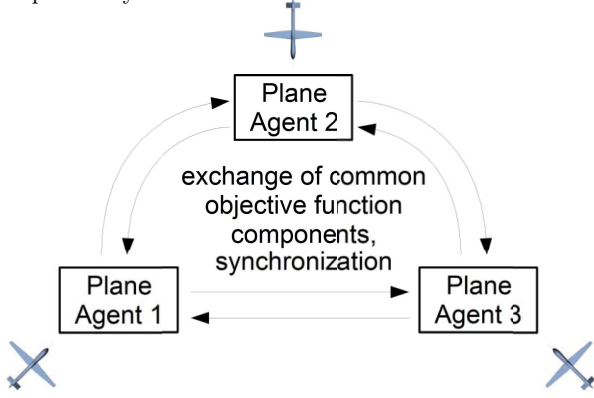 Plane
Agent 2
exchange of common
objective function
components,
synchronization
Plane
Agent 1
Plane
Agent 3